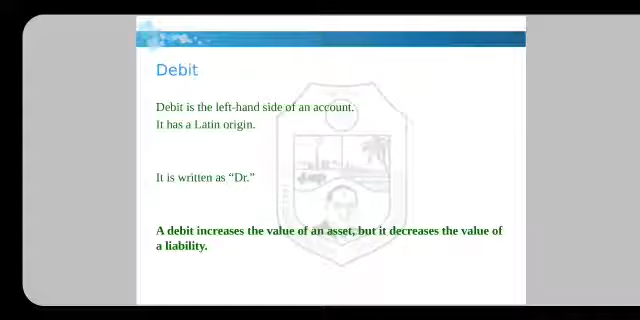 Debit
Debit is the left-hand side of an account.
It has a Latin origin.
It is written as “Dr.”
A debit increases the value of an asset, but it decreases the value of
a liability.